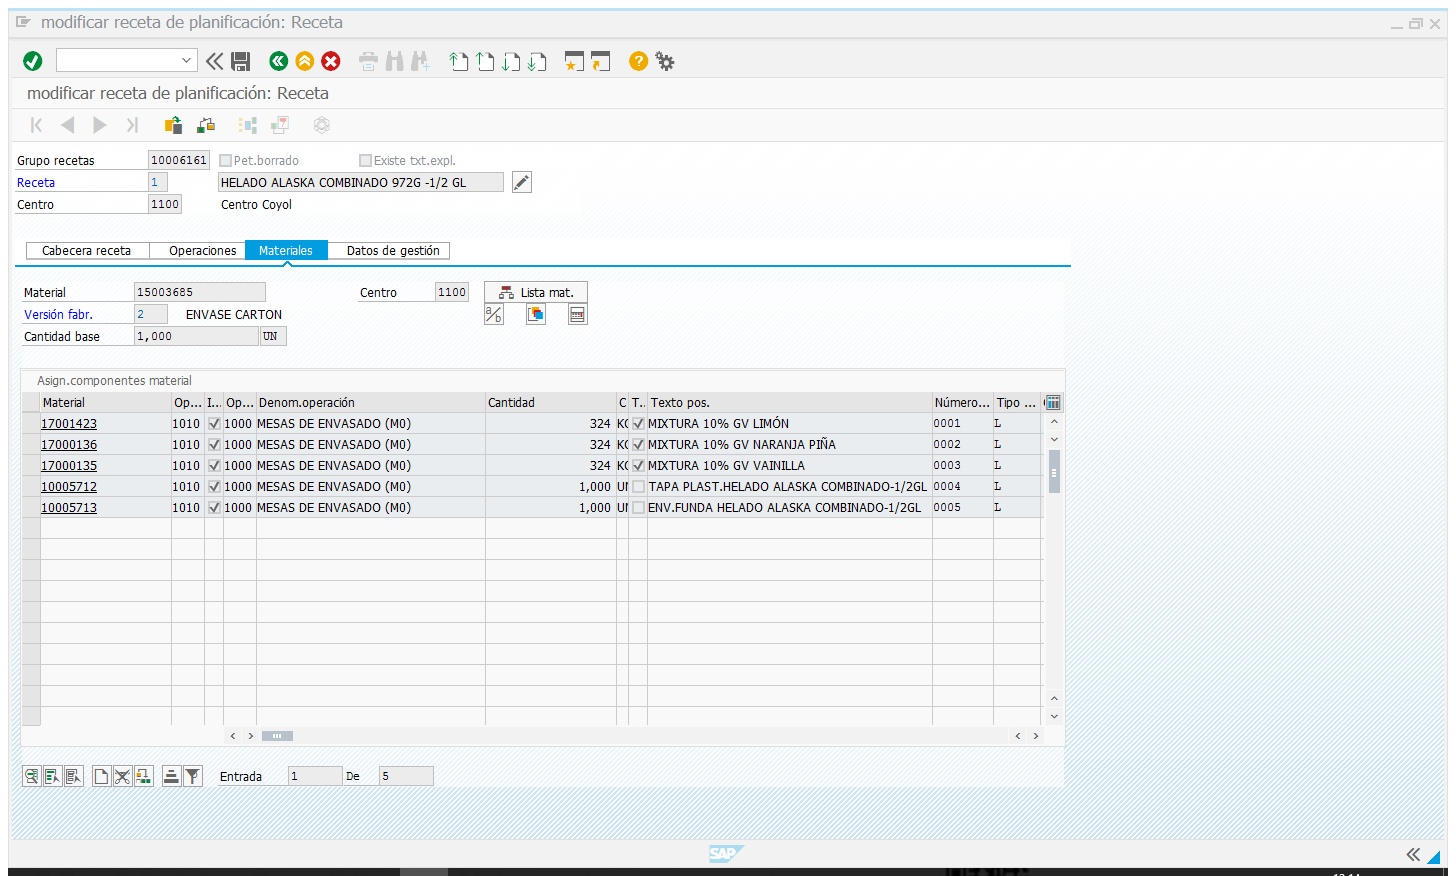 modificar receta de planificación: Receta
modificar receta de planificación: Receta
Grupo recetas 10006161 Pet.borrado Existe txt.expl.
Receta 1 HELADO ALASKA COMBINADO 972G -1/2 GL
Centro 1100 Centro Coyol
Cabecera receta Operaciones Materiales Datos de gestión
Material 15003685 Centro 1100 Lista mat.
Versión fabr. 2 ENVASE CARTON
Cantidad base 1,000 UN
Asign.componentes material
Material Op... I... Op... Denom.operación Cantidad C T.. Texto pos. Número... Tipo ...
17001423 1010 1000 MESAS DE ENVASADO (M0) 324 KG MIXTURA 10% GV LIMÓN 0001 L
17000136 1010 1000 MESAS DE ENVASADO (M0) 324 KG MIXTURA 10% GV NARANJA PIÑA 0002 L
17000135 1010 1000 MESAS DE ENVASADO (M0) 324 KG MIXTURA 10% GV VAINILLA 0003 L
10005712 1010 1000 MESAS DE ENVASADO (M0) 1,000 UN TAPA PLAST.HELADO ALASKA COMBINADO-1/2GL 0004 L
10005713 1010 1000 MESAS DE ENVASADO (M0) 1,000 UN ENV.FUNDA HELADO ALASKA COMBINADO-1/2GL 0005 L
Entrada 1 De 5
SAP